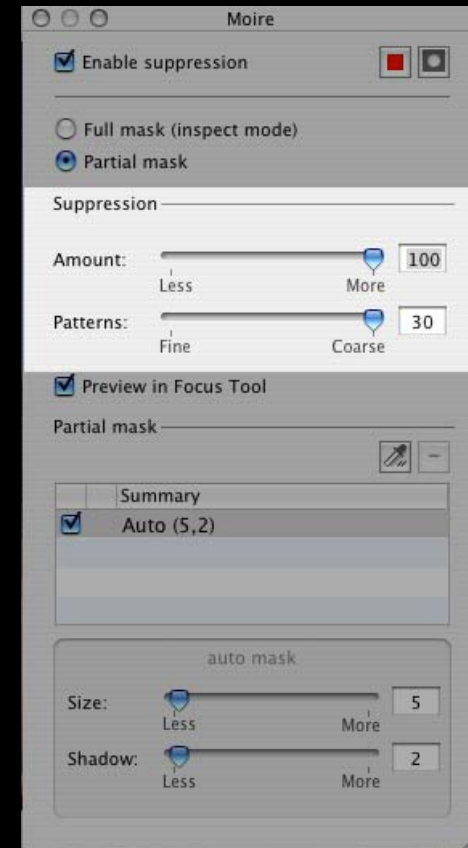 Moire
Enable suppression
Full mask (inspect mode)
Partial mask
Suppression
Amount: 100
Less More
Patterns: 30
Fine Coarse
Preview in Focus Tool
Partial mask
-
Summary
Auto (5,2)
auto mask
Size: 5
Less More
Shadow: 2
Less More